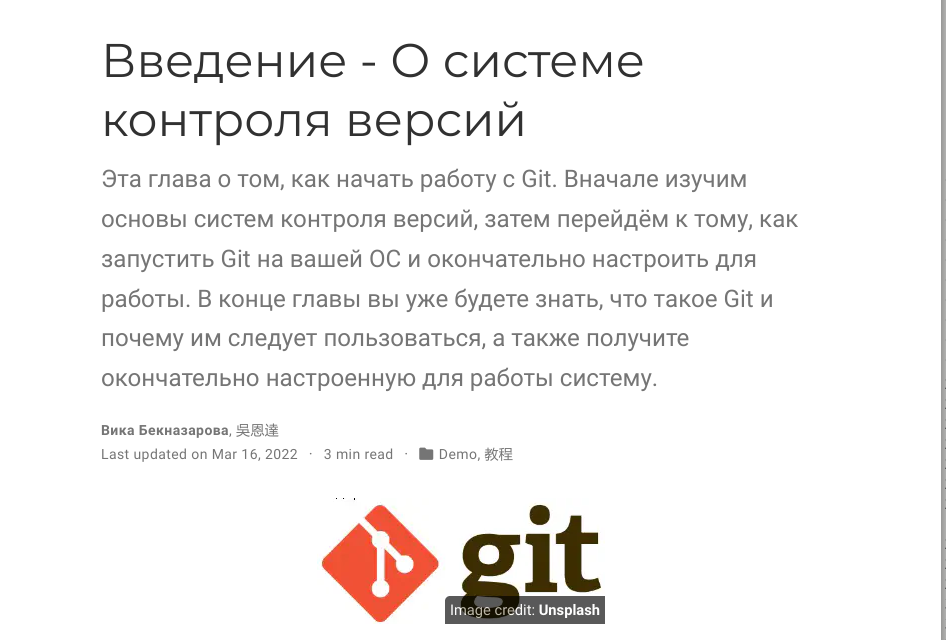 Введение - О системе
контроля версий
Эта глава о том, как начать работу с Git. Вначале изучим
основы систем контроля версий, затем перейдём к тому, как
запустить Git на вашей ОС и окончательно настроить для
работы. В конце главы вы уже будете знать, что такое Git и
почему им следует пользоваться, а также получите
окончательно настроенную для работы систему.
Вика Бекназарова, 吳恩達
Last updated on Mar 16, 2022 · 3 min read · Demo, 教程
git
Image credit: Unsplash